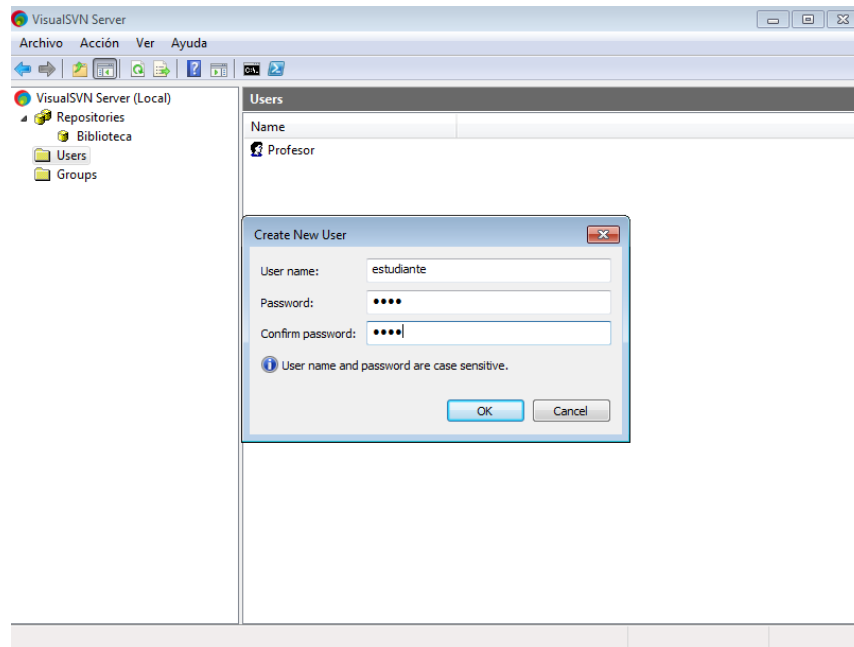 VisualSVN Server
Archivo Acción Ver Ayuda
VisualSVN Server (Local)
Repositories
Biblioteca
Users
Groups
Users
Name
Profesor
Create New User
User name: estudiante
Password: ••••
Confirm password: ••••
User name and password are case sensitive.
OK Cancel